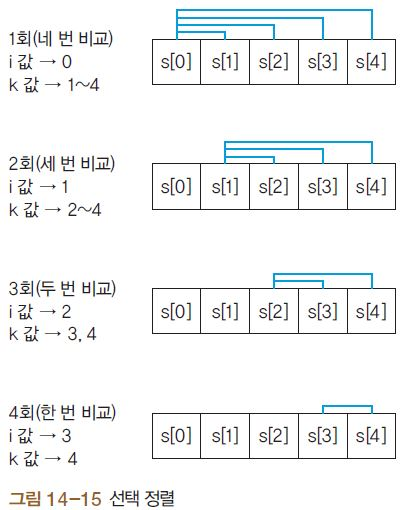 1회(네 번 비교)
i 값 → 0
k 값 → 1~4
s[0] s[1] s[2] s[3] s[4]
2회(세 번 비교)
i 값 → 1
k 값 → 2~4
s[0] s[1] s[2] s[3] s[4]
3회(두 번 비교)
i 값 → 2
k 값 → 3, 4
s[0] s[1] s[2] s[3] s[4]
4회(한 번 비교)
i 값 → 3
k 값 → 4
s[0] s[1] s[2] s[3] s[4]
그림 14-15 선택 정렬